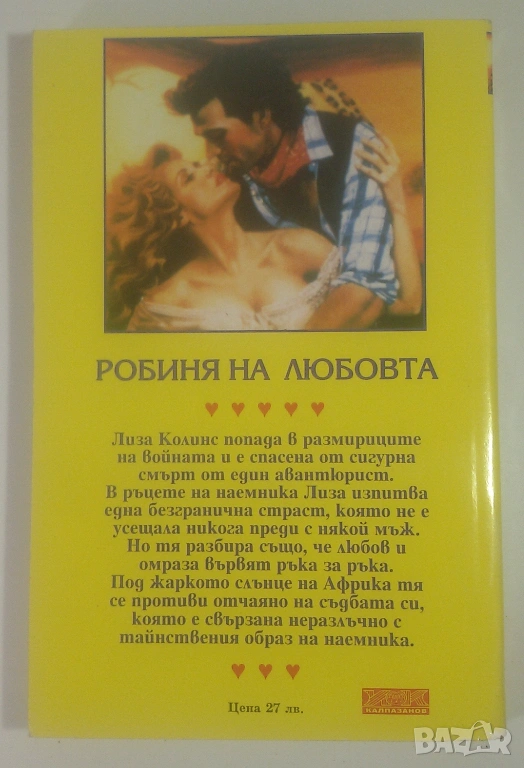 РОБИНЯ НА ЛЮБОВТА
Лиза Колинс попада в размириците
на войната и е спасена от сигурна
смърт от един авантюрист.
В ръцете на наемника Лиза изпитва
една безгранична страст, която не е
усещала никога преди с някой мъж.
Но тя разбира също, че любов и
омраза вървят ръка за ръка.
Под жаркото слънце на Африка тя
се противи отчаяно на съдбата си,
която е свързана неразлъчно с
тайнствения образ на наемника.
Цена 27 лв.
КАЛПАЗАНОВ
BAZAR